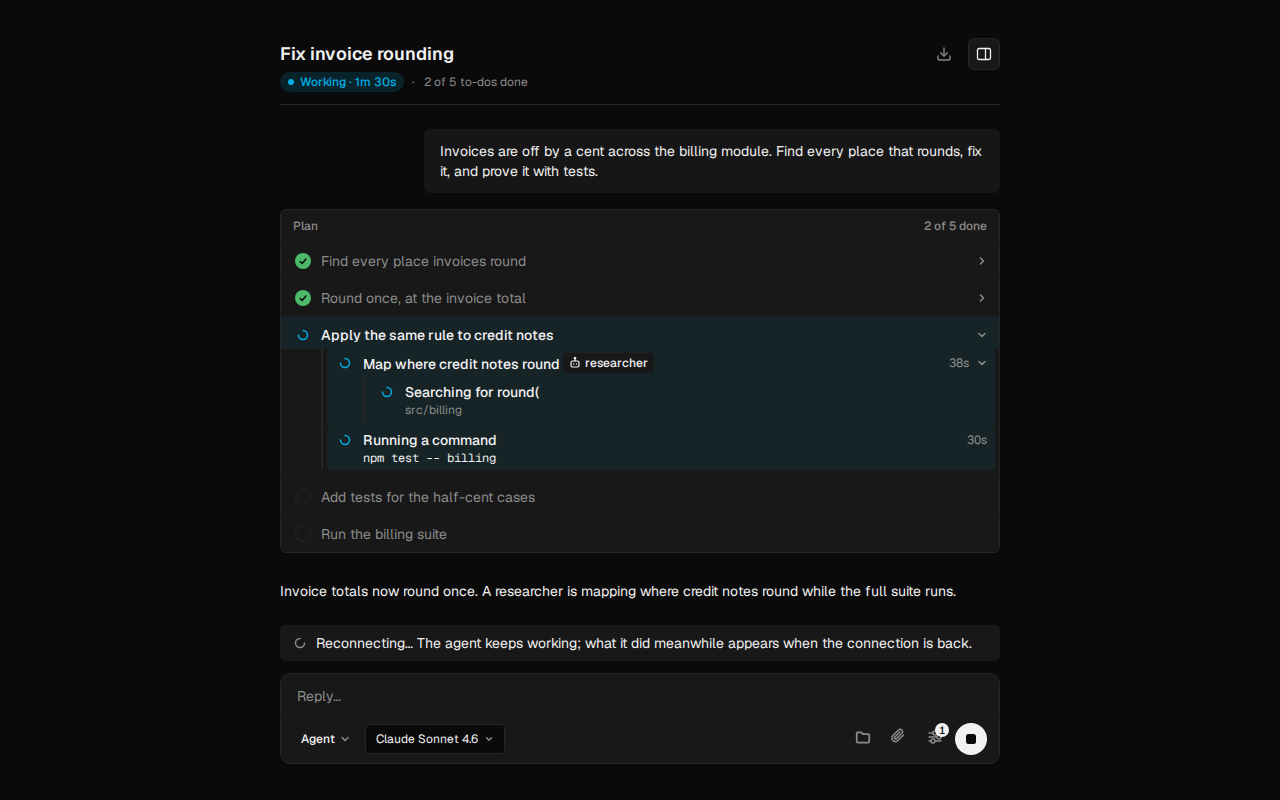 Fix invoice rounding
Working · 1m 30s · 2 of 5 to-dos done
Invoices are off by a cent across the billing module. Find every place that rounds, fix
it, and prove it with tests.
Plan 2 of 5 done
Find every place invoices round
Round once, at the invoice total
Apply the same rule to credit notes
Map where credit notes round researcher 38s
Searching for round(
src/billing
Running a command 30s
npm test -- billing
Add tests for the half-cent cases
Run the billing suite
Invoice totals now round once. A researcher is mapping where credit notes round while the full suite runs.
Reconnecting… The agent keeps working; what it did meanwhile appears when the connection is back.
Reply…
Agent Claude Sonnet 4.6 1